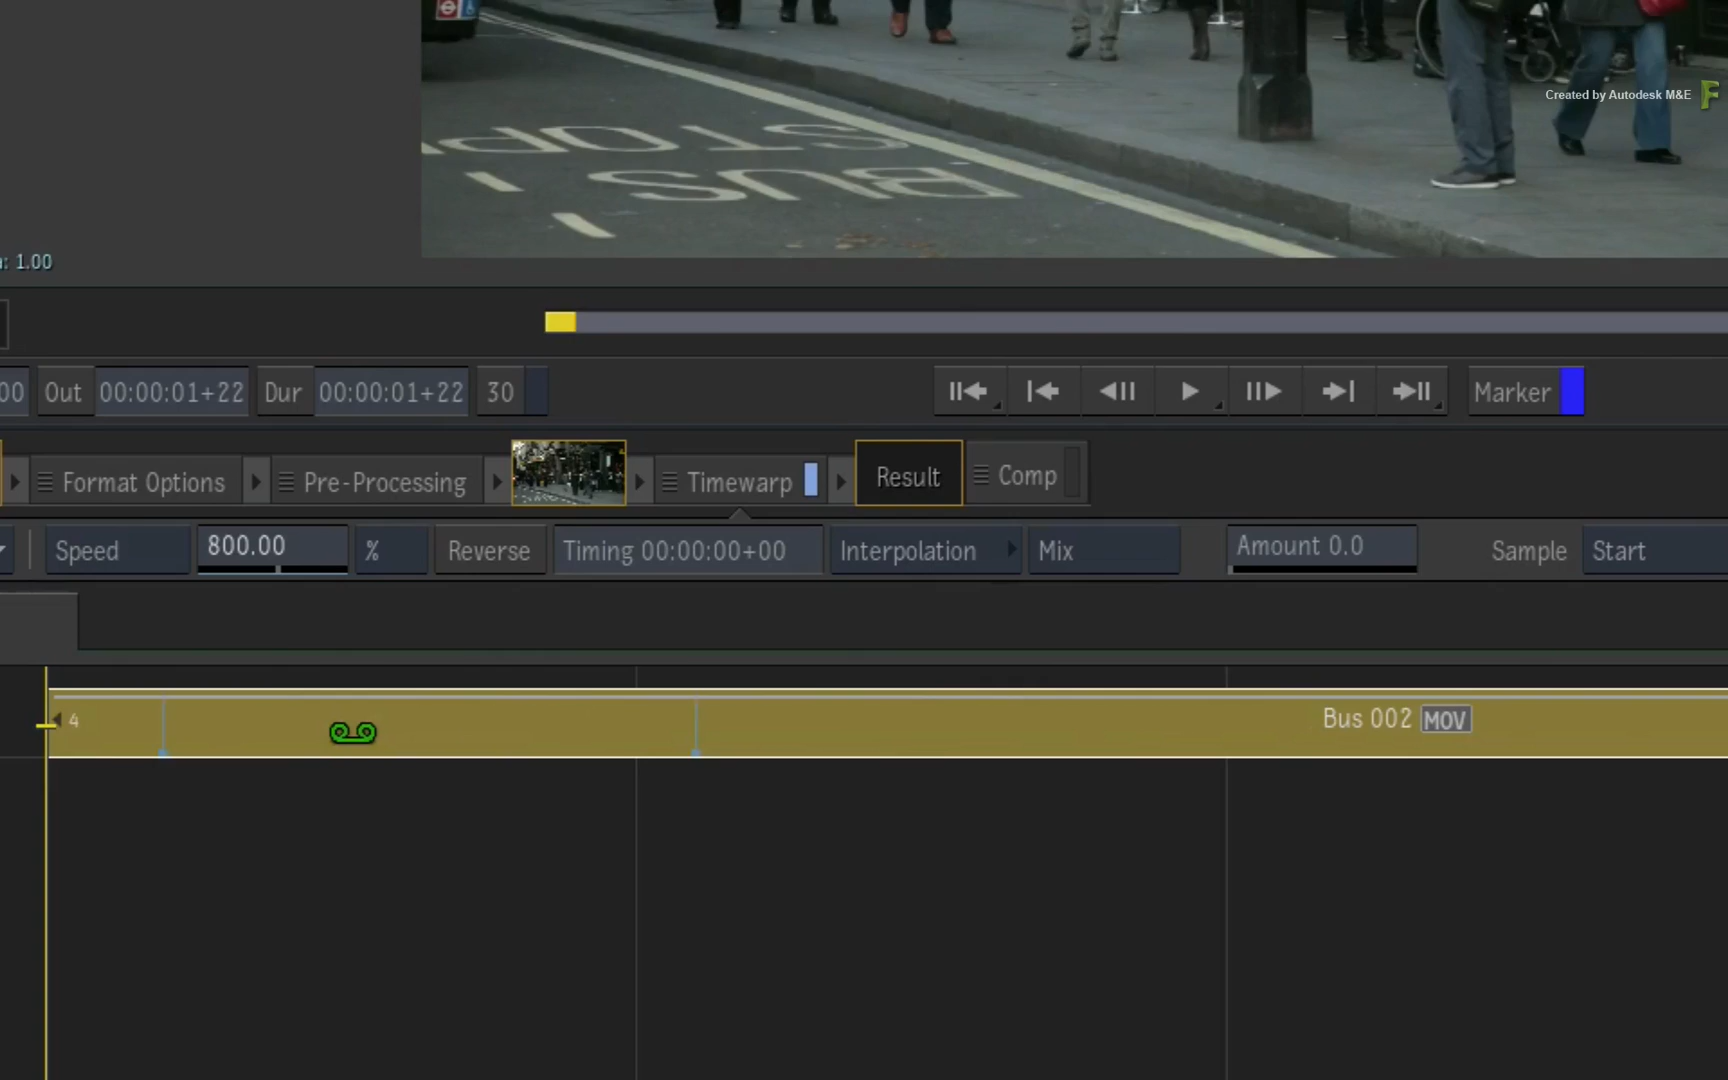 Created by Autodesk M&E
STOP
BUS
: 1.00
00 Out 00:00:01+22 Dur 00:00:01+22 30 Marker
Format Options Pre-Processing Timewarp Result Comp
Speed 800.00 % Reverse Timing 00:00:00+00 Interpolation Mix Amount 0.0 Sample Start
4 Bus 002 MOV